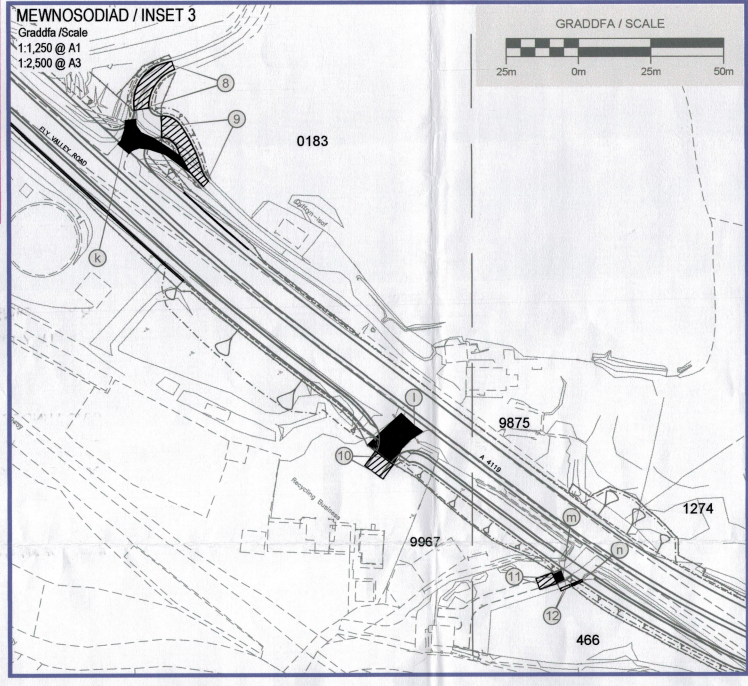 MEWNOSODIAD / INSET 3
Graddfa /Scale
1:1,250 @ A1
1:2,500 @ A3
GRADDFA / SCALE
25m 0m 25m 50m
8
9
0183
ELY VALLEY ROAD
k
l
9875
10
A 4119
Recycling Business
1274
m
n
9967
11
12
466